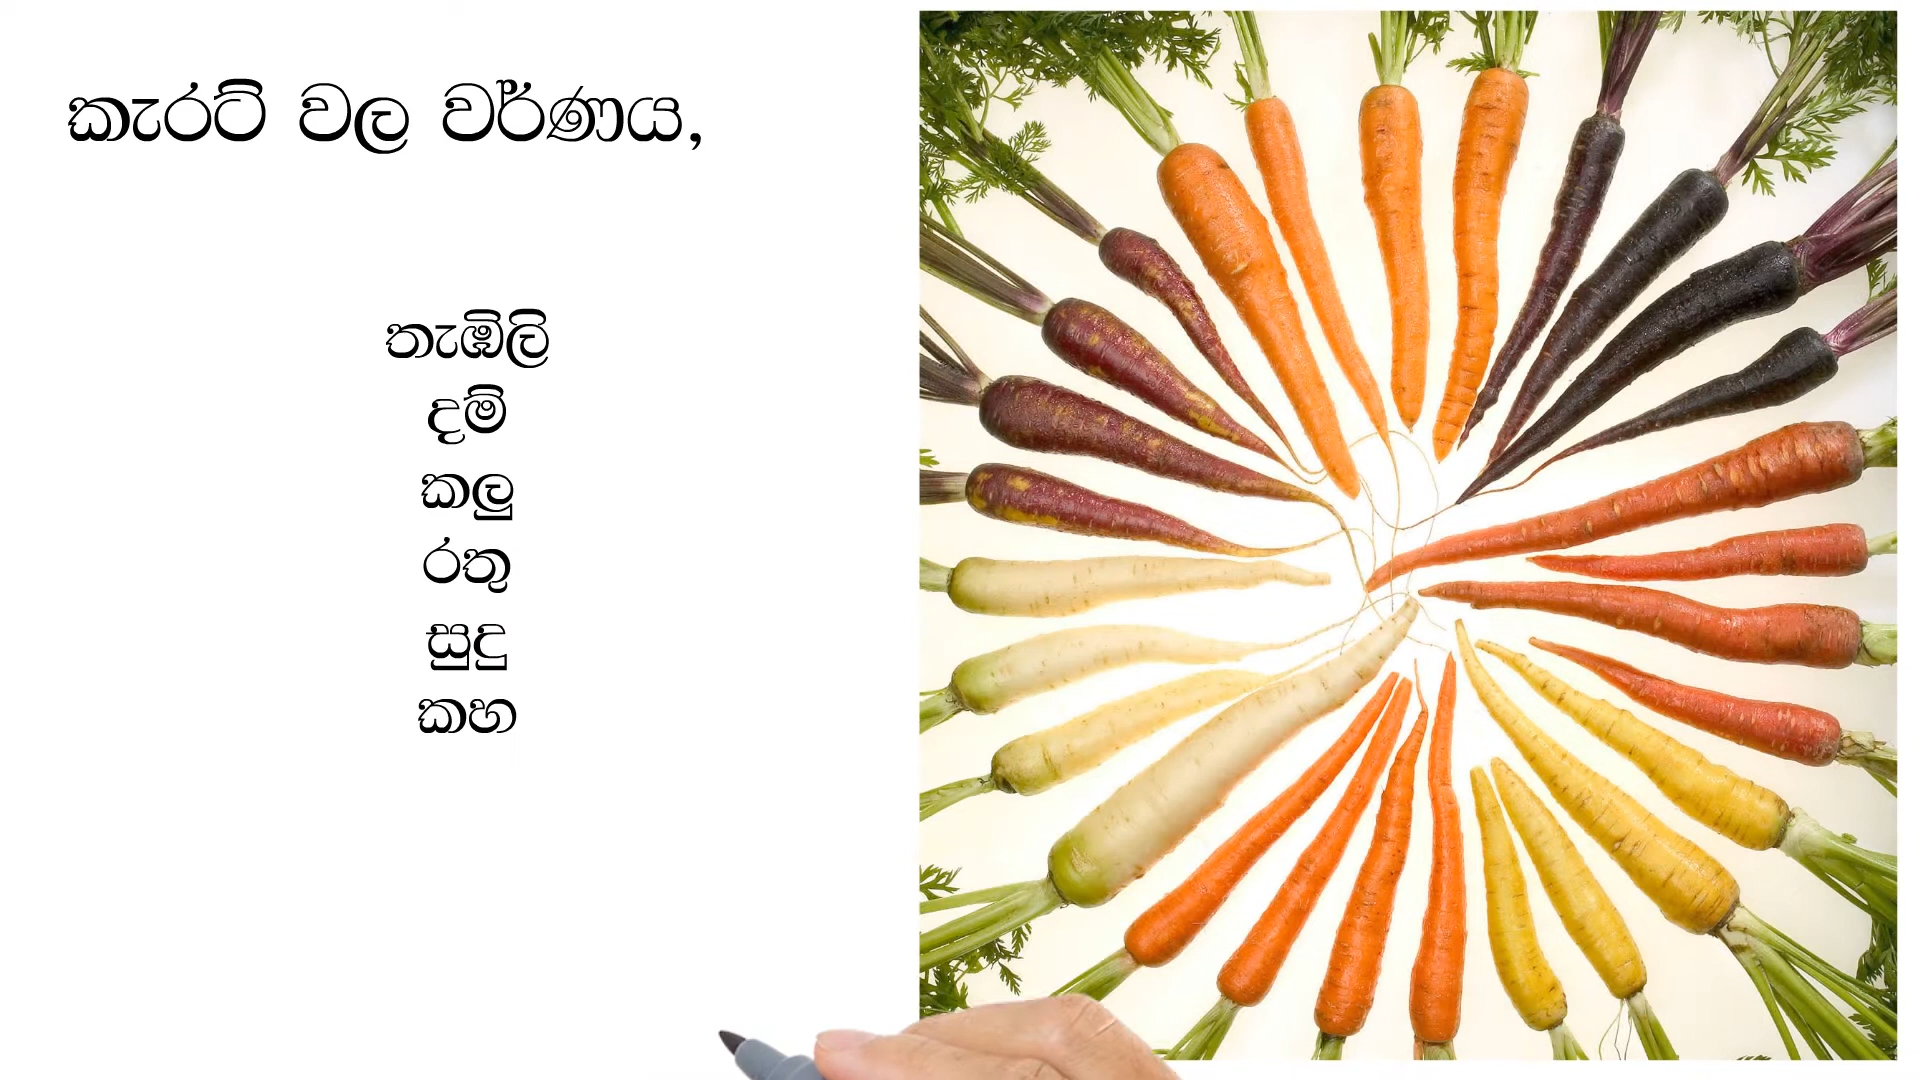 කැරට් වල වර්ණය,
තැඹිලි
දම්
කලු
රතු
සුදු
කහ